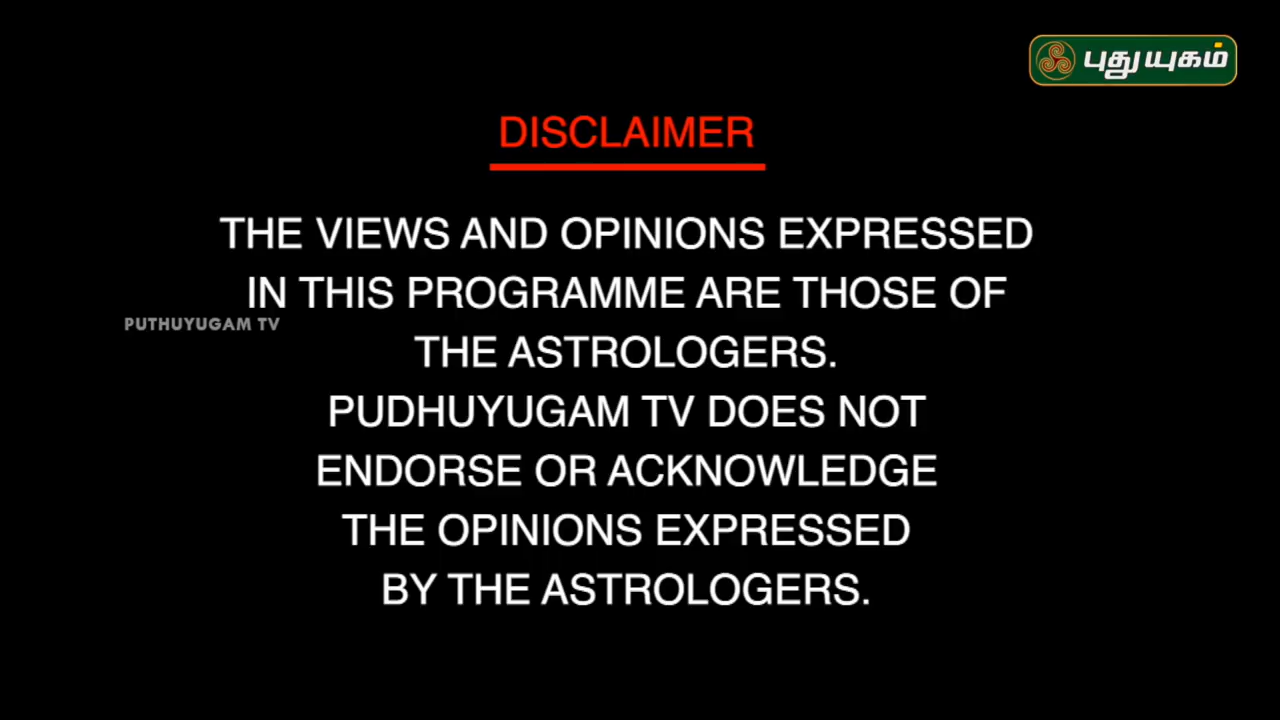 புதுயுகம்
DISCLAIMER
THE VIEWS AND OPINIONS EXPRESSED
IN THIS PROGRAMME ARE THOSE OF
PUTHUYUGAM TV
THE ASTROLOGERS.
PUDHUYUGAM TV DOES NOT
ENDORSE OR ACKNOWLEDGE
THE OPINIONS EXPRESSED
BY THE ASTROLOGERS.